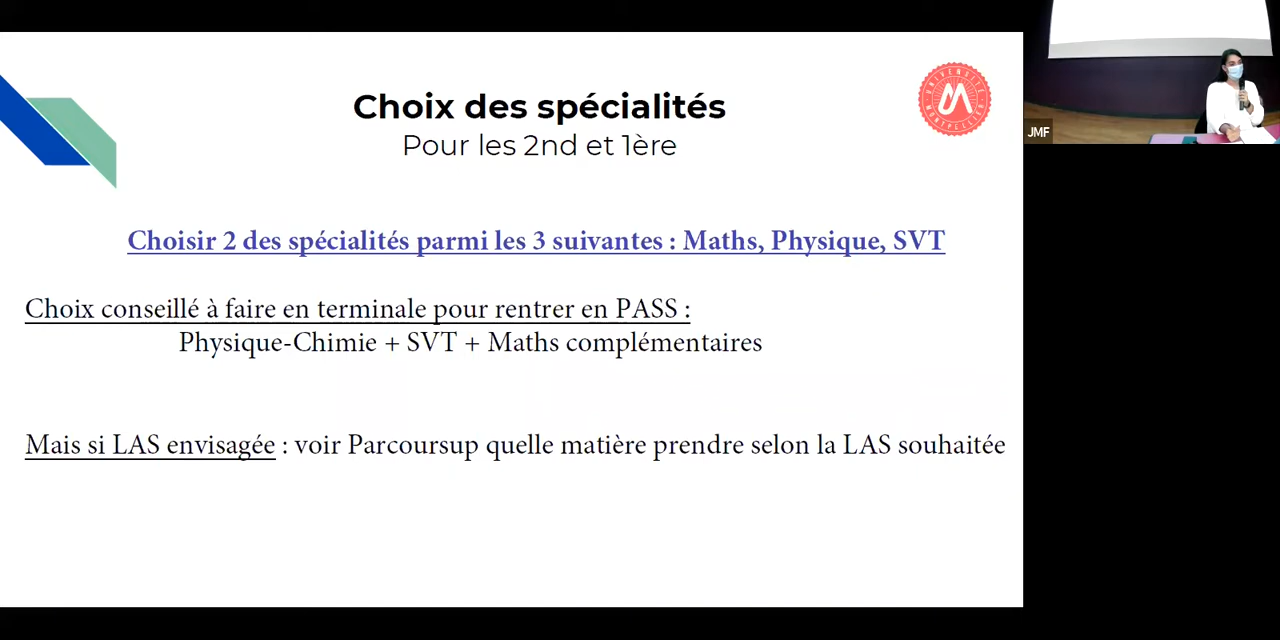 Choix des spécialités
Pour les 2nd et 1ère
UNIVERSITÉ
MONTPELLIER
JMF
Choisir 2 des spécialités parmi les 3 suivantes : Maths, Physique, SVT
Choix conseillé à faire en terminale pour rentrer en PASS :
Physique-Chimie + SVT + Maths complémentaires
Mais si LAS envisagée : voir Parcoursup quelle matière prendre selon la LAS souhaitée